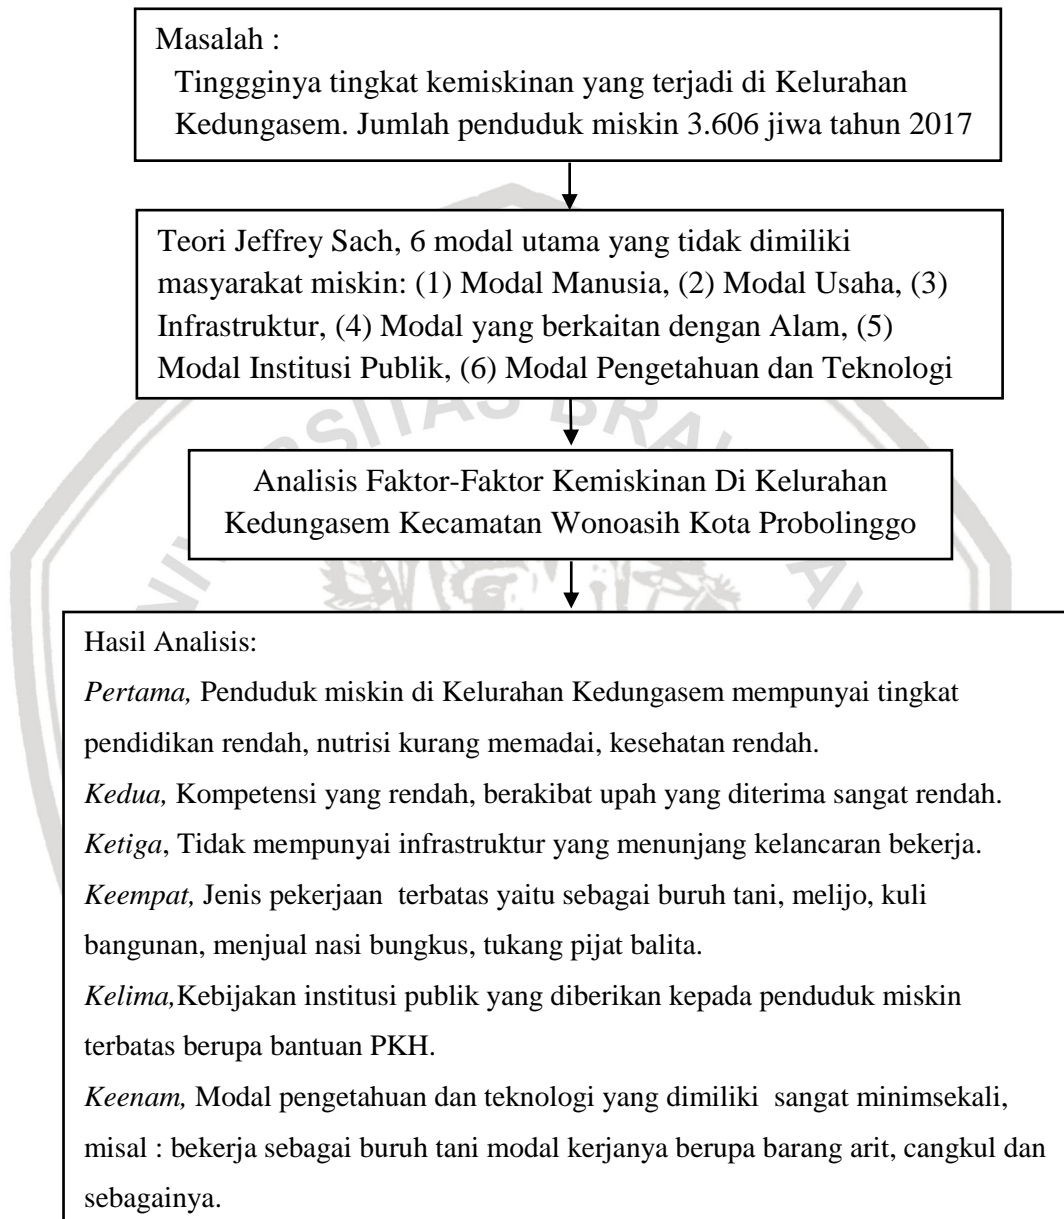 Masalah :
Tinggginya tingkat kemiskinan yang terjadi di Kelurahan
Kedungasem. Jumlah penduduk miskin 3.606 jiwa tahun 2017
Teori Jeffrey Sach, 6 modal utama yang tidak dimiliki
masyarakat miskin: (1) Modal Manusia, (2) Modal Usaha, (3)
Infrastruktur, (4) Modal yang berkaitan dengan Alam, (5)
Modal Institusi Publik, (6) Modal Pengetahuan dan Teknologi
Analisis Faktor-Faktor Kemiskinan Di Kelurahan
Kedungasem Kecamatan Wonoasih Kota Probolinggo
Hasil Analisis:
Pertama, Penduduk miskin di Kelurahan Kedungasem mempunyai tingkat
pendidikan rendah, nutrisi kurang memadai, kesehatan rendah.
Kedua, Kompetensi yang rendah, berakibat upah yang diterima sangat rendah.
Ketiga, Tidak mempunyai infrastruktur yang menunjang kelancaran bekerja.
Keempat, Jenis pekerjaan  terbatas yaitu sebagai buruh tani, melijo, kuli
bangunan, menjual nasi bungkus, tukang pijat balita.
Kelima,Kebijakan institusi publik yang diberikan kepada penduduk miskin
terbatas berupa bantuan PKH.
Keenam, Modal pengetahuan dan teknologi yang dimiliki  sangat minimsekali,
misal : bekerja sebagai buruh tani modal kerjanya berupa barang arit, cangkul dan
sebagainya.